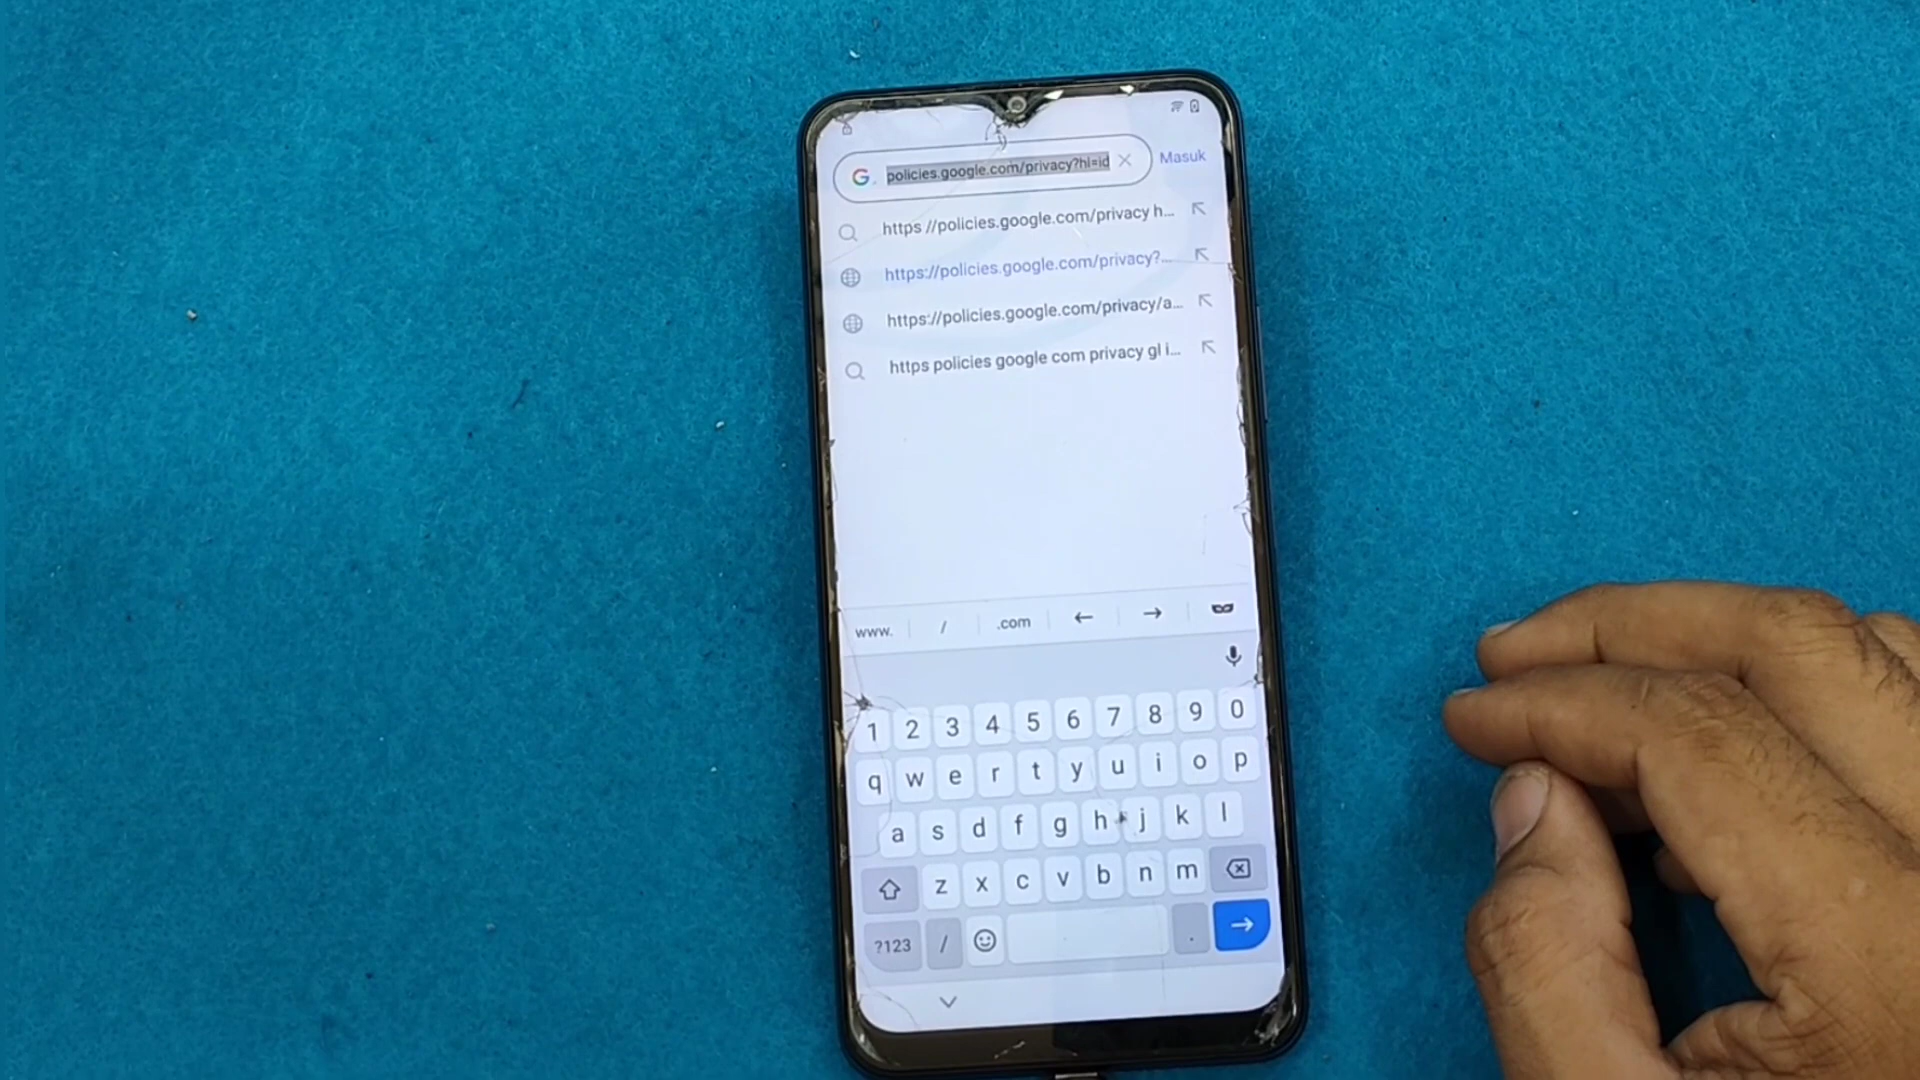 policies.google.com/privacy?hl=id Masuk
https //policies.google.com/privacy h...
https://policies.google.com/privacy?...
https://policies.google.com/privacy/a...
https policies google com privacy gl i...
www. / .com
1 2 3 4 5 6 7 8 9 0
q w e r t y u i o p
a s d f g h j k l
z x c v b n m
?123 / .